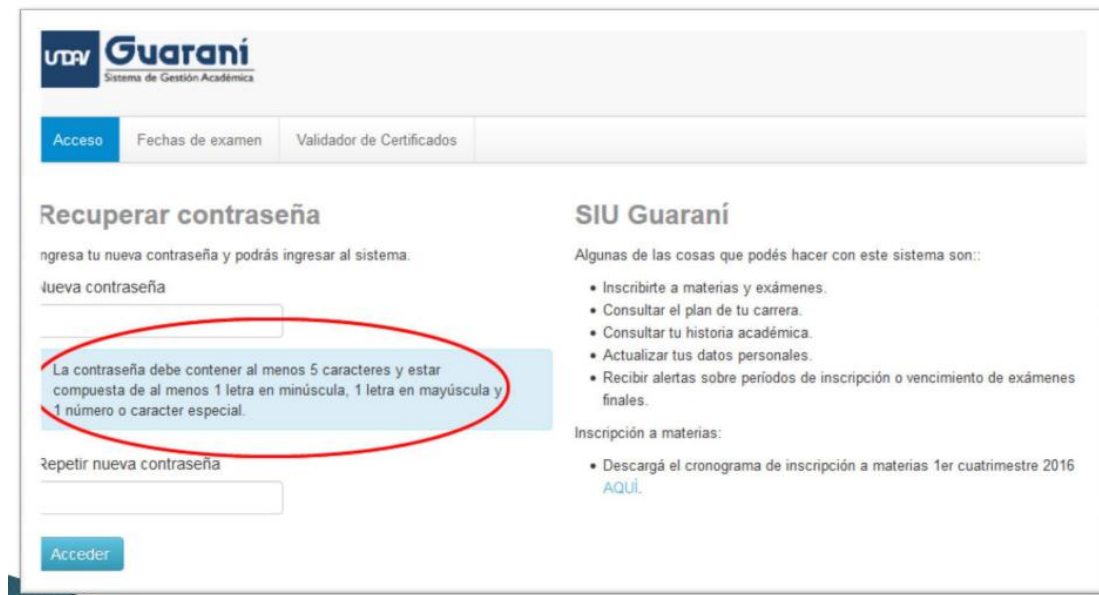 UNDAV Guaraní
Sistema de Gestión Académica
Acceso Fechas de examen Validador de Certificados
Recuperar contraseña
ngresa tu nueva contraseña y podrás ingresar al sistema.
Nueva contraseña
La contraseña debe contener al menos 5 caracteres y estar
compuesta de al menos 1 letra en minúscula, 1 letra en mayúscula y
1 número o caracter especial.
Repetir nueva contraseña
Acceder
SIU Guaraní
Algunas de las cosas que podés hacer con este sistema son::
• Inscribirte a materias y exámenes.
• Consultar el plan de tu carrera.
• Consultar tu historia académica.
• Actualizar tus datos personales.
• Recibir alertas sobre períodos de inscripción o vencimiento de exámenes
finales.
Inscripción a materias:
• Descargá el cronograma de inscripción a materias 1er cuatrimestre 2016
AQUÍ.